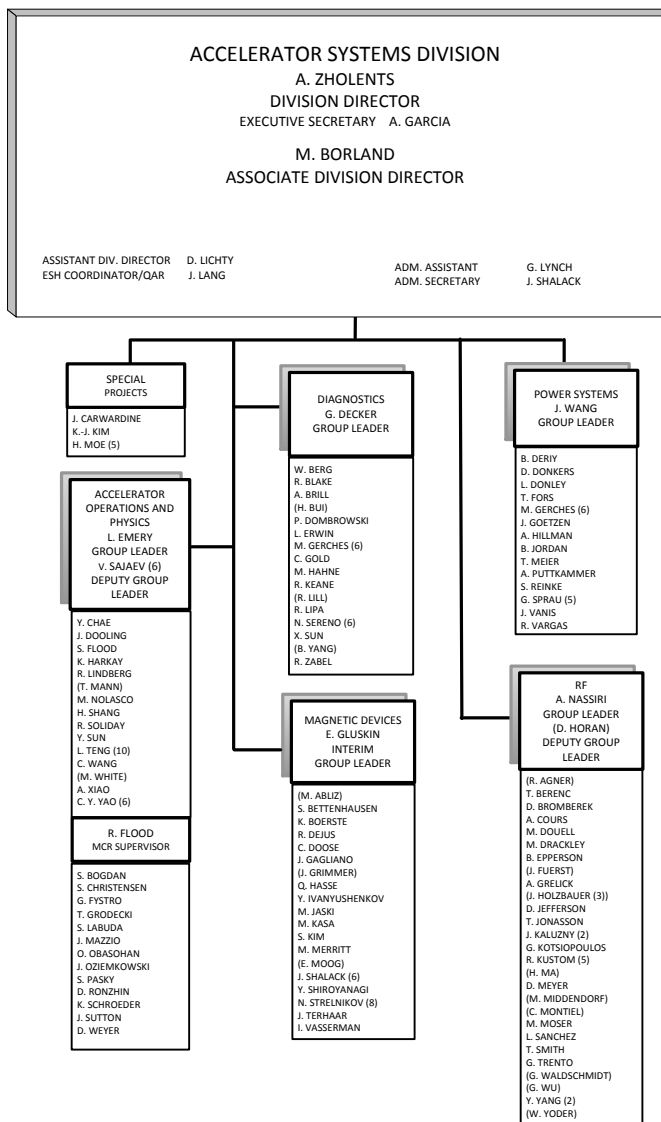 ACCELERATOR SYSTEMS DIVISION
A. ZHOLENTS
DIVISION DIRECTOR
EXECUTIVE SECRETARY A. GARCIA
M. BORLAND
ASSOCIATE DIVISION DIRECTOR
ASSISTANT DIV. DIRECTOR D. LICHTY
ESH COORDINATOR/QAR J. LANG
ADM. ASSISTANT G. LYNCH
ADM. SECRETARY J. SHALACK
SPECIAL
PROJECTS
J. CARWARDINE
K.-J. KIM
H. MOE (5)
ACCELERATOR
OPERATIONS AND
PHYSICS
L. EMERY
GROUP LEADER
V. SAJAEV (6)
DEPUTY GROUP
LEADER
Y. CHAE
J. DOOLING
S. FLOOD
K. HARKAY
R. LINDBERG
(T. MANN)
M. NOLASCO
H. SHANG
R. SOLIDAY
Y. SUN
L. TENG (10)
C. WANG
(M. WHITE)
A. XIAO
C. Y. YAO (6)
R. FLOOD
MCR SUPERVISOR
S. BOGDAN
S. CHRISTENSEN
G. FYSTRO
T. GRODECKI
S. LABUDA
J. MAZZIO
O. OBASOHAN
J. OZIEMKOWSKI
S. PASKY
D. RONZHIN
K. SCHROEDER
J. SUTTON
D. WEYER
DIAGNOSTICS
G. DECKER
GROUP LEADER
W. BERG
R. BLAKE
A. BRILL
(H. BUI)
P. DOMBROWSKI
L. ERWIN
M. GERCHES (6)
C. GOLD
M. HAHNE
R. KEANE
(R. LILL)
R. LIPA
N. SERENO (6)
X. SUN
(B. YANG)
R. ZABEL
MAGNETIC DEVICES
E. GLUSKIN
INTERIM
GROUP LEADER
(M. ABLIZ)
S. BETTENHAUSEN
K. BOERSTE
R. DEJUS
C. DOOSE
J. GAGLIANO
(J. GRIMMER)
Q. HASSE
Y. IVANYUSHENKOV
M. JASKI
M. KASA
S. KIM
M. MERRITT
(E. MOOG)
J. SHALACK (6)
Y. SHIROYANAGI
N. STRELNIKOV (8)
J. TERHAAR
I. VASSERMAN
POWER SYSTEMS
J. WANG
GROUP LEADER
B. DERIY
D. DONKERS
L. DONLEY
T. FORS
M. GERCHES (6)
J. GOETZEN
A. HILLMAN
B. JORDAN
T. MEIER
A. PUTTKAMMER
S. REINKE
G. SPRAU (5)
J. VANIS
R. VARGAS
RF
A. NASSIRI
GROUP LEADER
(D. HORAN)
DEPUTY GROUP
LEADER
(R. AGNER)
T. BERENC
D. BROMBEREK
A. COURS
M. DOUELL
M. DRACKLEY
B. EPPERSON
(J. FUERST)
A. GRELICK
(J. HOLZBAUER (3))
D. JEFFERSON
T. JONASSON
J. KALUZNY (2)
G. KOTSIOPOULOS
R. KUSTOM (5)
(H. MA)
D. MEYER
(M. MIDDENDORF)
(C. MONTIEL)
M. MOSER
L. SANCHEZ
T. SMITH
G. TRENTO
(G. WALDSCHMIDT)
(G. WU)
Y. YANG (2)
(W. YODER)